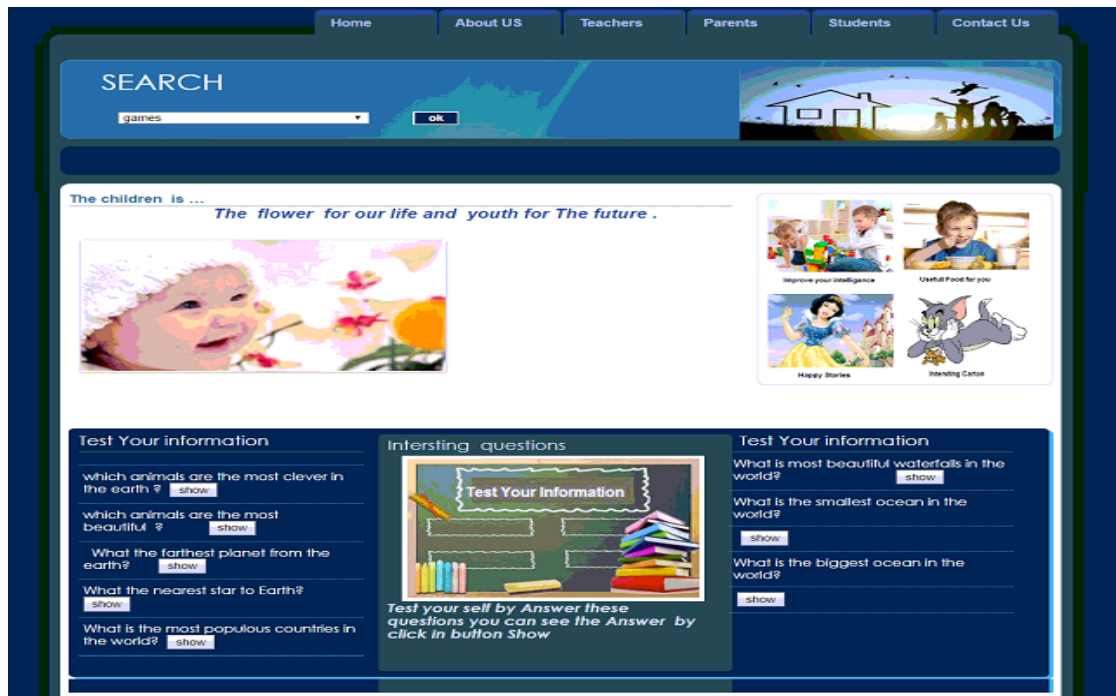 Home About US Teachers Parents Students Contact Us
SEARCH
games
ok
The children is ...
The flower for our life and youth for The future .
Improve your intelligance
Usefull Food for you
Happy Stories
Intersting Carton
Test Your information
which animals are the most clever in
the earth ? show
which animals are the most
beautiful ? show
What the farthest planet from the
earth? show
What the nearest star to Earth?
show
What is the most populous countries in
the world? show
Intersting questions
Test Your Information
Test your self by Answer these
questions you can see the Answer by
click in button Show
Test Your information
What is most beautiful waterfalls in the
world? show
What is the smallest ocean in the
world?
show
What is the biggest ocean in the
world?
show